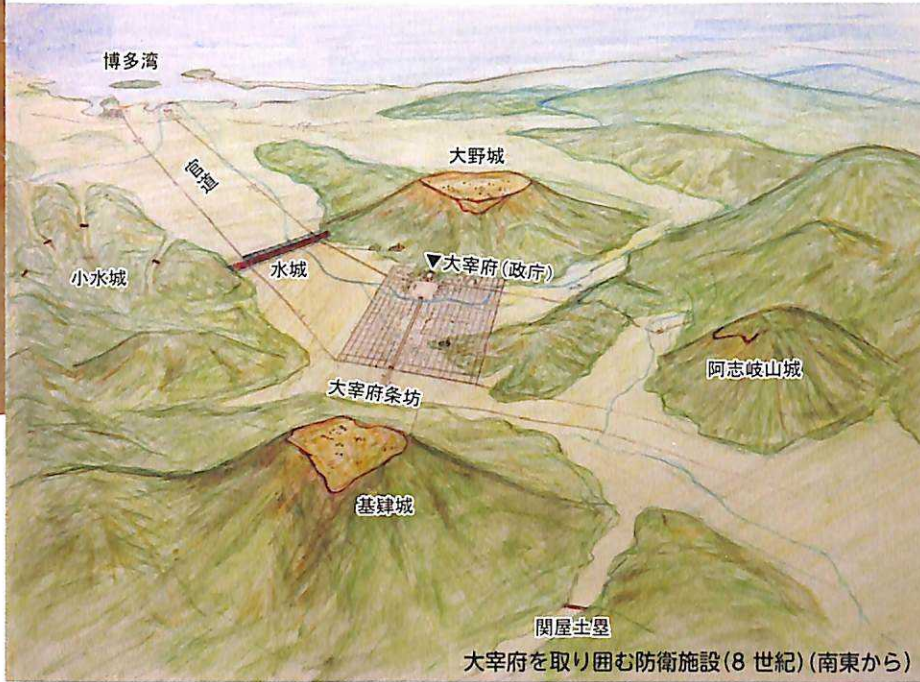 博多湾
官道
大野城
小水城
水城
▼大宰府(政庁)
阿志岐山城
大宰府条坊
基肄城
関屋土塁
大宰府を取り囲む防衛施設(8 世紀)(南東から)